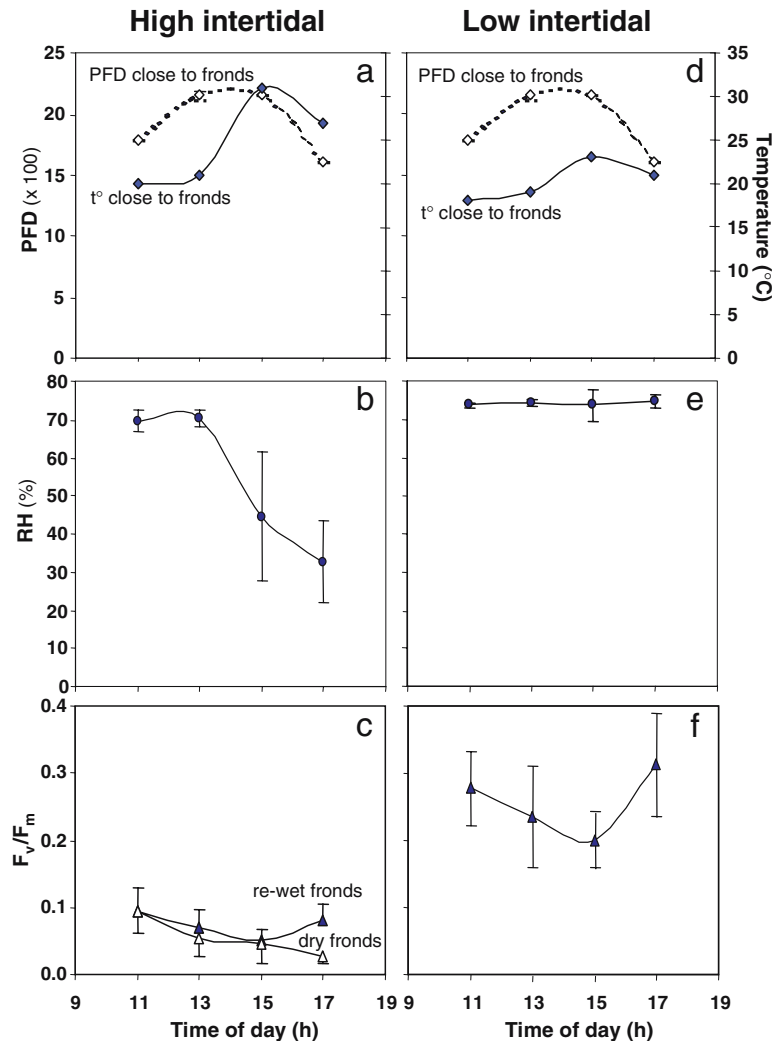 High intertidal
Low intertidal
a
PFD close to fronds
t° close to fronds
PFD (x 100)
25
20
15
10
5
0
d
PFD close to fronds
t° close to fronds
35
30
25
20
15
10
5
0
Temperature (°C)
b
RH (%)
80
70
60
50
40
30
20
10
0
e
c
re-wet fronds
dry fronds
Fv/Fm
0.4
0.3
0.2
0.1
0.0
f
9 11 13 15 17 9 11 13 15 17 19
Time of day (h)
Time of day (h)